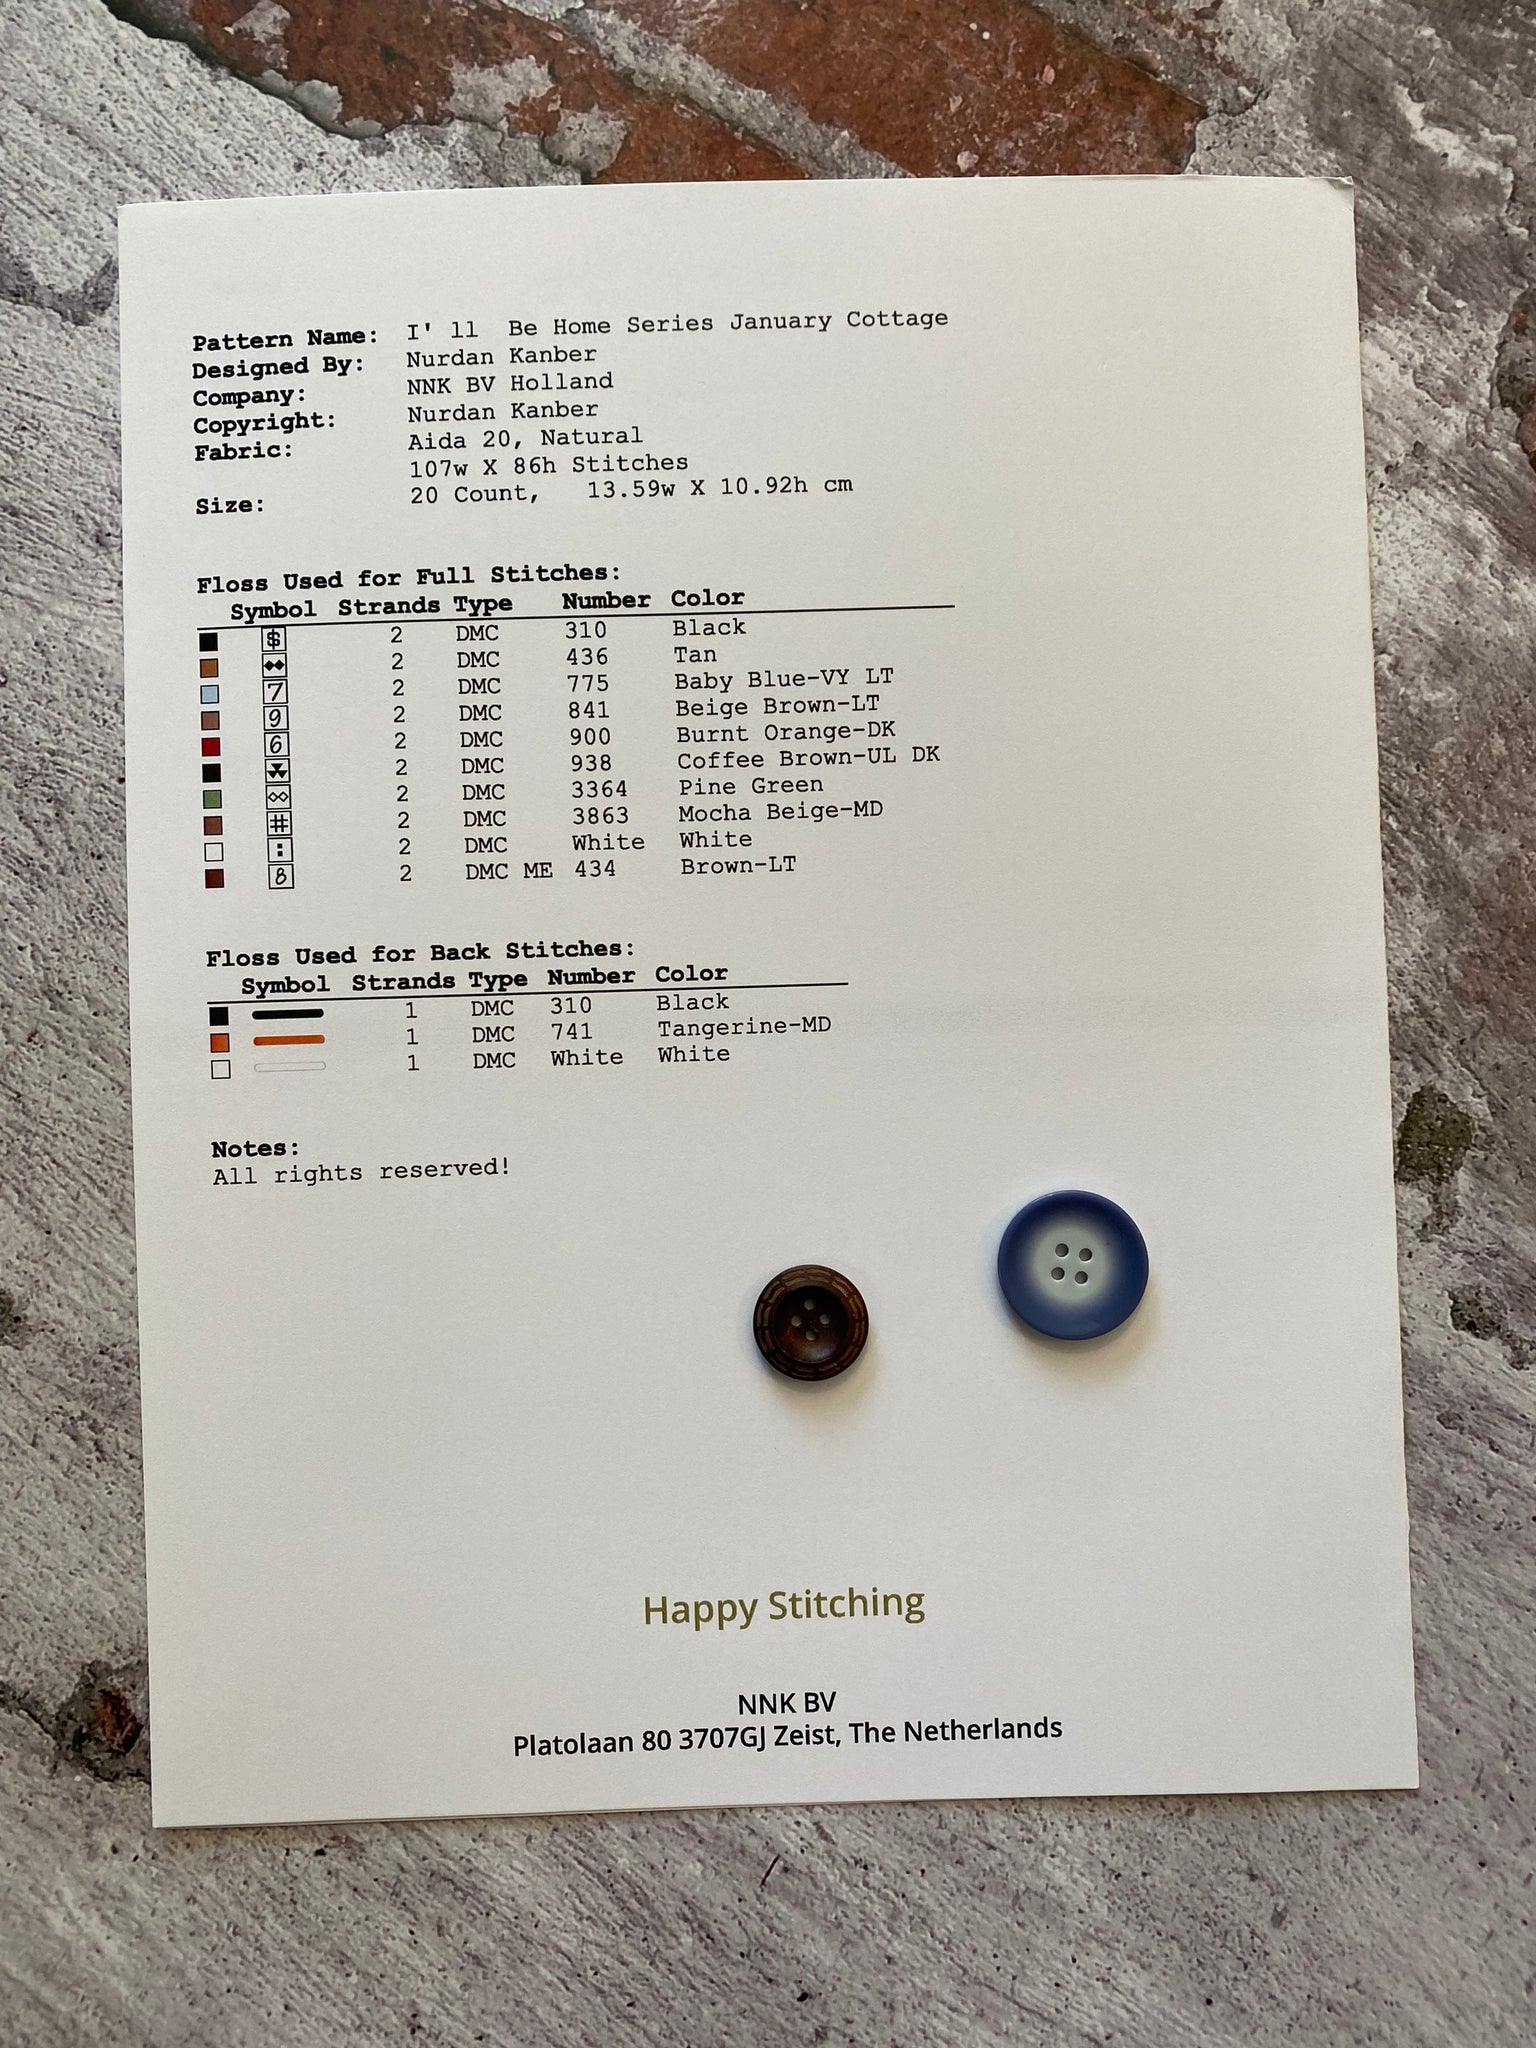 Pattern Name: I' ll Be Home Series January Cottage
Designed By: Nurdan Kanber
Company: NNK BV Holland
Copyright: Nurdan Kanber
Fabric: Aida 20, Natural
107w X 86h Stitches
Size: 20 Count, 13.59w X 10.92h cm
Floss Used for Full Stitches:
Symbol Strands Type Number Color
$ 2 DMC 310 Black
2 DMC 436 Tan
7 2 DMC 775 Baby Blue-VY LT
9 2 DMC 841 Beige Brown-LT
6 2 DMC 900 Burnt Orange-DK
2 DMC 938 Coffee Brown-UL DK
2 DMC 3364 Pine Green
# 2 DMC 3863 Mocha Beige-MD
: 2 DMC White White
8 2 DMC ME 434 Brown-LT
Floss Used for Back Stitches:
Symbol Strands Type Number Color
1 DMC 310 Black
1 DMC 741 Tangerine-MD
1 DMC White White
Notes:
All rights reserved!
Happy Stitching
NNK BV
Platolaan 80 3707GJ Zeist, The Netherlands